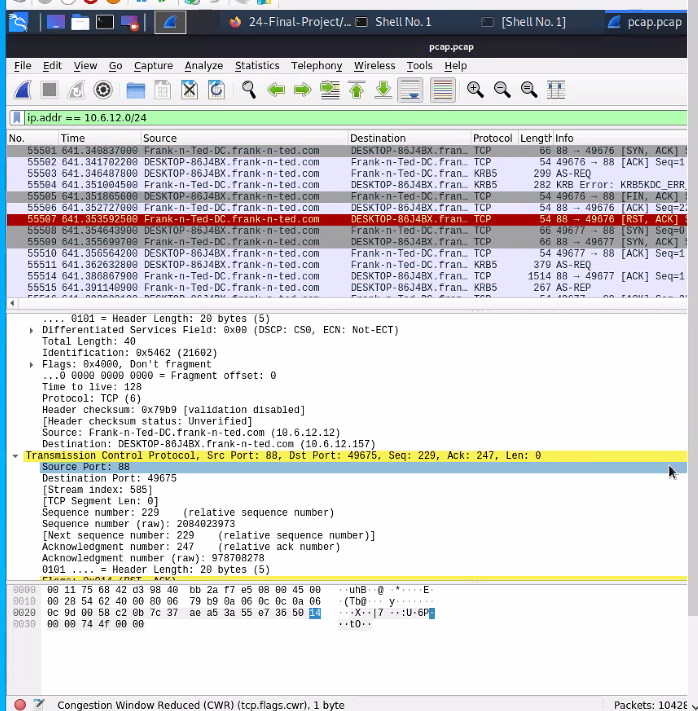 24-Final-Project/... Shell No. 1 [Shell No. 1] pcap.pcap
pcap.pcap
File Edit View Go Capture Analyze Statistics Telephony Wireless Tools Help
ip.addr == 10.6.12.0/24
No. Time Source Destination Protocol Length Info
55501 641.340837000 Frank-n-Ted-DC.frank-n-ted.com DESKTOP-86J4BX.fran… TCP 66 88 → 49676 [SYN, ACK] S
55502 641.341702200 DESKTOP-86J4BX.frank-n-ted.com Frank-n-Ted-DC.fran… TCP 54 49676 → 88 [ACK] Seq=1
55503 641.346487800 DESKTOP-86J4BX.frank-n-ted.com Frank-n-Ted-DC.fran… KRB5 299 AS-REQ
55504 641.351004500 Frank-n-Ted-DC.frank-n-ted.com DESKTOP-86J4BX.fran… KRB5 282 KRB Error: KRB5KDC_ERR_
55505 641.351865600 DESKTOP-86J4BX.frank-n-ted.com Frank-n-Ted-DC.fran… TCP 54 49676 → 88 [FIN, ACK] S
55506 641.352727000 Frank-n-Ted-DC.frank-n-ted.com DESKTOP-86J4BX.fran… TCP 54 88 → 49676 [ACK] Seq=2
55507 641.353592500 Frank-n-Ted-DC.frank-n-ted.com DESKTOP-86J4BX.fran… TCP 54 88 → 49676 [RST, ACK]
55508 641.354643900 DESKTOP-86J4BX.frank-n-ted.com Frank-n-Ted-DC.fran… TCP 66 49677 → 88 [SYN] Seq=0
55509 641.355699700 Frank-n-Ted-DC.frank-n-ted.com DESKTOP-86J4BX.fran… TCP 66 88 → 49677 [SYN, ACK]
55510 641.356564200 DESKTOP-86J4BX.frank-n-ted.com Frank-n-Ted-DC.fran… TCP 54 49677 → 88 [ACK] Seq=1
55511 641.362632800 DESKTOP-86J4BX.frank-n-ted.com Frank-n-Ted-DC.fran… KRB5 379 AS-REQ
55514 641.386867900 Frank-n-Ted-DC.frank-n-ted.com DESKTOP-86J4BX.fran… TCP 1514 88 → 49677 [ACK] Seq=1
55515 641.391140900 Frank-n-Ted-DC.frank-n-ted.com DESKTOP-86J4BX.fran… KRB5 267 AS-REP
.... 0101 = Header Length: 20 bytes (5)
Differentiated Services Field: 0x00 (DSCP: CS0, ECN: Not-ECT)
Total Length: 40
Identification: 0x5462 (21602)
Flags: 0x4000, Don't fragment
...0 0000 0000 0000 = Fragment offset: 0
Time to live: 128
Protocol: TCP (6)
Header checksum: 0x79b9 [validation disabled]
[Header checksum status: Unverified]
Source: Frank-n-Ted-DC.frank-n-ted.com (10.6.12.12)
Destination: DESKTOP-86J4BX.frank-n-ted.com (10.6.12.157)
Transmission Control Protocol, Src Port: 88, Dst Port: 49675, Seq: 229, Ack: 247, Len: 0
Source Port: 88
Destination Port: 49675
[Stream index: 585]
[TCP Segment Len: 0]
Sequence number: 229 (relative sequence number)
Sequence number (raw): 2084023973
[Next sequence number: 229 (relative sequence number)]
Acknowledgment number: 247 (relative ack number)
Acknowledgment number (raw): 978708278
0101 .... = Header Length: 20 bytes (5)
Flags: 0x014 (RST, ACK)
0000 00 11 75 68 42 d3 98 40 bb 2a f7 e5 08 00 45 00 ··uhB··@ ·*····E·
0010 00 28 54 62 40 00 80 06 79 b9 0a 06 0c 0c 0a 06 ·(Tb@··· y·······
0020 0c 9d 00 58 c2 0b 7c 37 ae a5 3a 55 e7 36 50 14 ···X··|7 ··:U·6P·
0030 00 00 74 4f 00 00 ··tO··
Congestion Window Reduced (CWR) (tcp.flags.cwr), 1 byte Packets: 10428